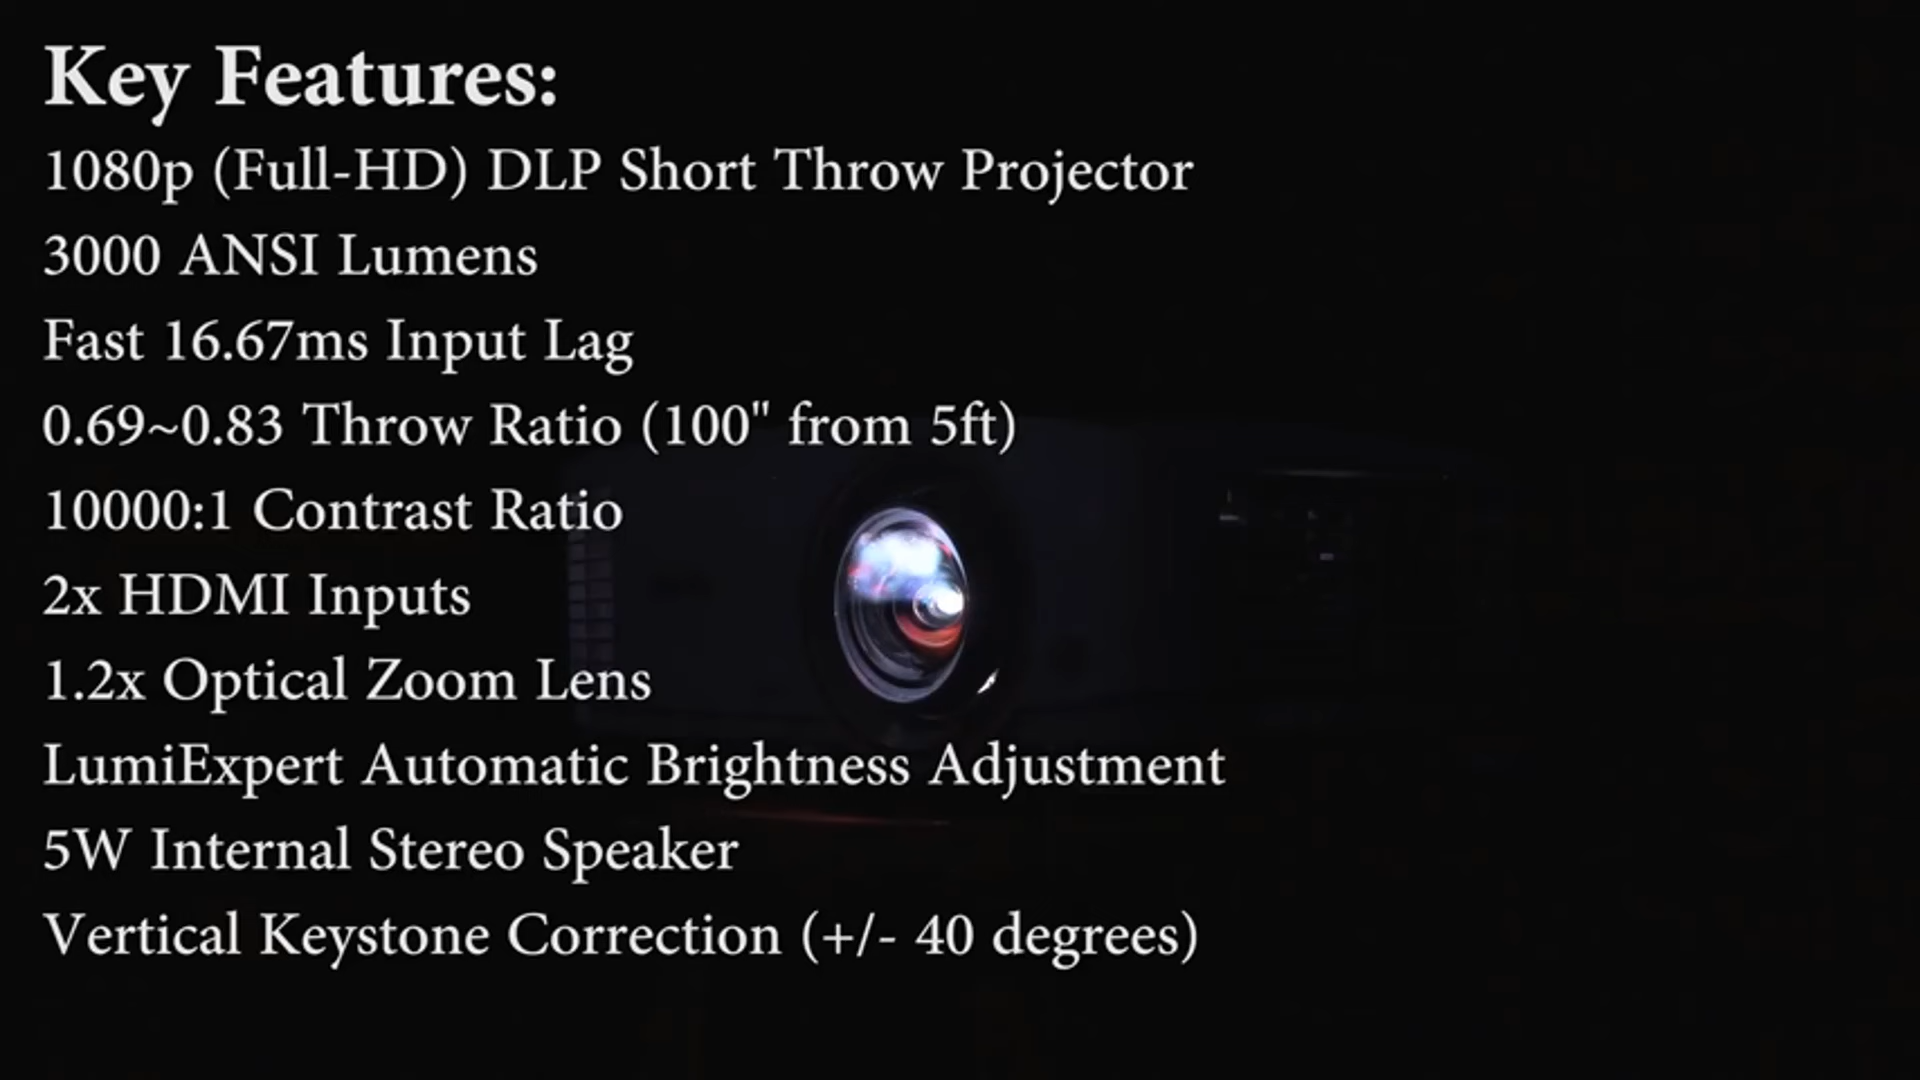 Key Features:
1080p (Full-HD) DLP Short Throw Projector
3000 ANSI Lumens
Fast 16.67ms Input Lag
0.69~0.83 Throw Ratio (100" from 5ft)
10000:1 Contrast Ratio
2x HDMI Inputs
1.2x Optical Zoom Lens
LumiExpert Automatic Brightness Adjustment
5W Internal Stereo Speaker
Vertical Keystone Correction (+/- 40 degrees)